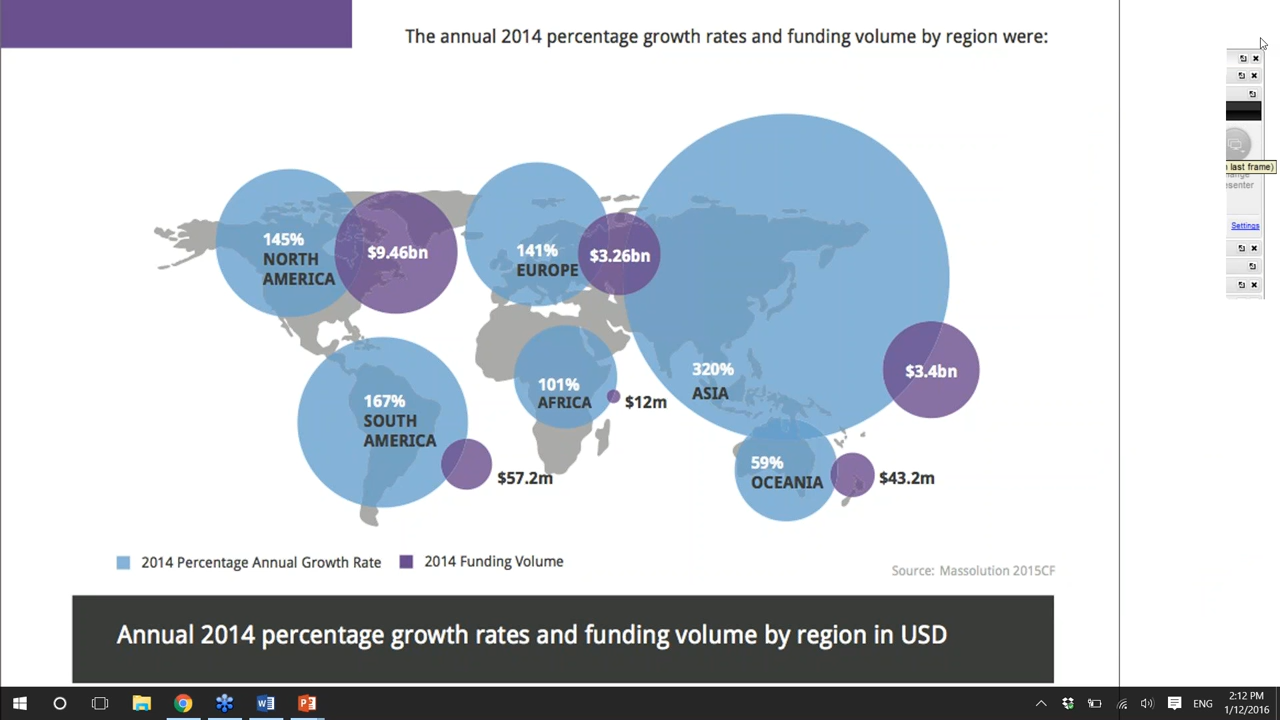 The annual 2014 percentage growth rates and funding volume by region were:
145%
NORTH
AMERICA
$9.46bn
141%
EUROPE
$3.26bn
320%
ASIA
$3.4bn
167%
SOUTH
AMERICA
$57.2m
101%
AFRICA
$12m
59%
OCEANIA
$43.2m
2014 Percentage Annual Growth Rate
2014 Funding Volume
Source: Massolution 2015CF
Annual 2014 percentage growth rates and funding volume by region in USD
last frame)
Settings
ENG
2:12 PM
1/12/2016